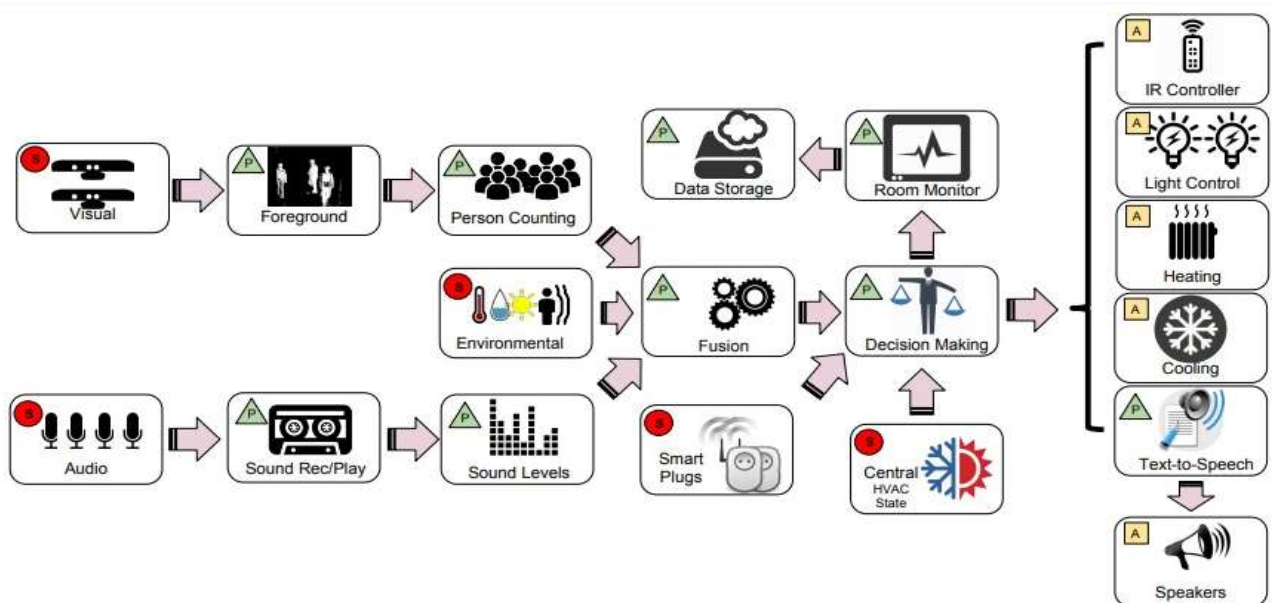 A
IR Controller
A
Light Control
A
Heating
A
Cooling
P
Text-to-Speech
A
Speakers
S
Visual
P
Foreground
P
Person Counting
P
Data Storage
P
Room Monitor
S
Environmental
P
Fusion
P
Decision Making
S
Audio
P
Sound Rec/Play
P
Sound Levels
S
Smart
Plugs
S
Central
HVAC
State